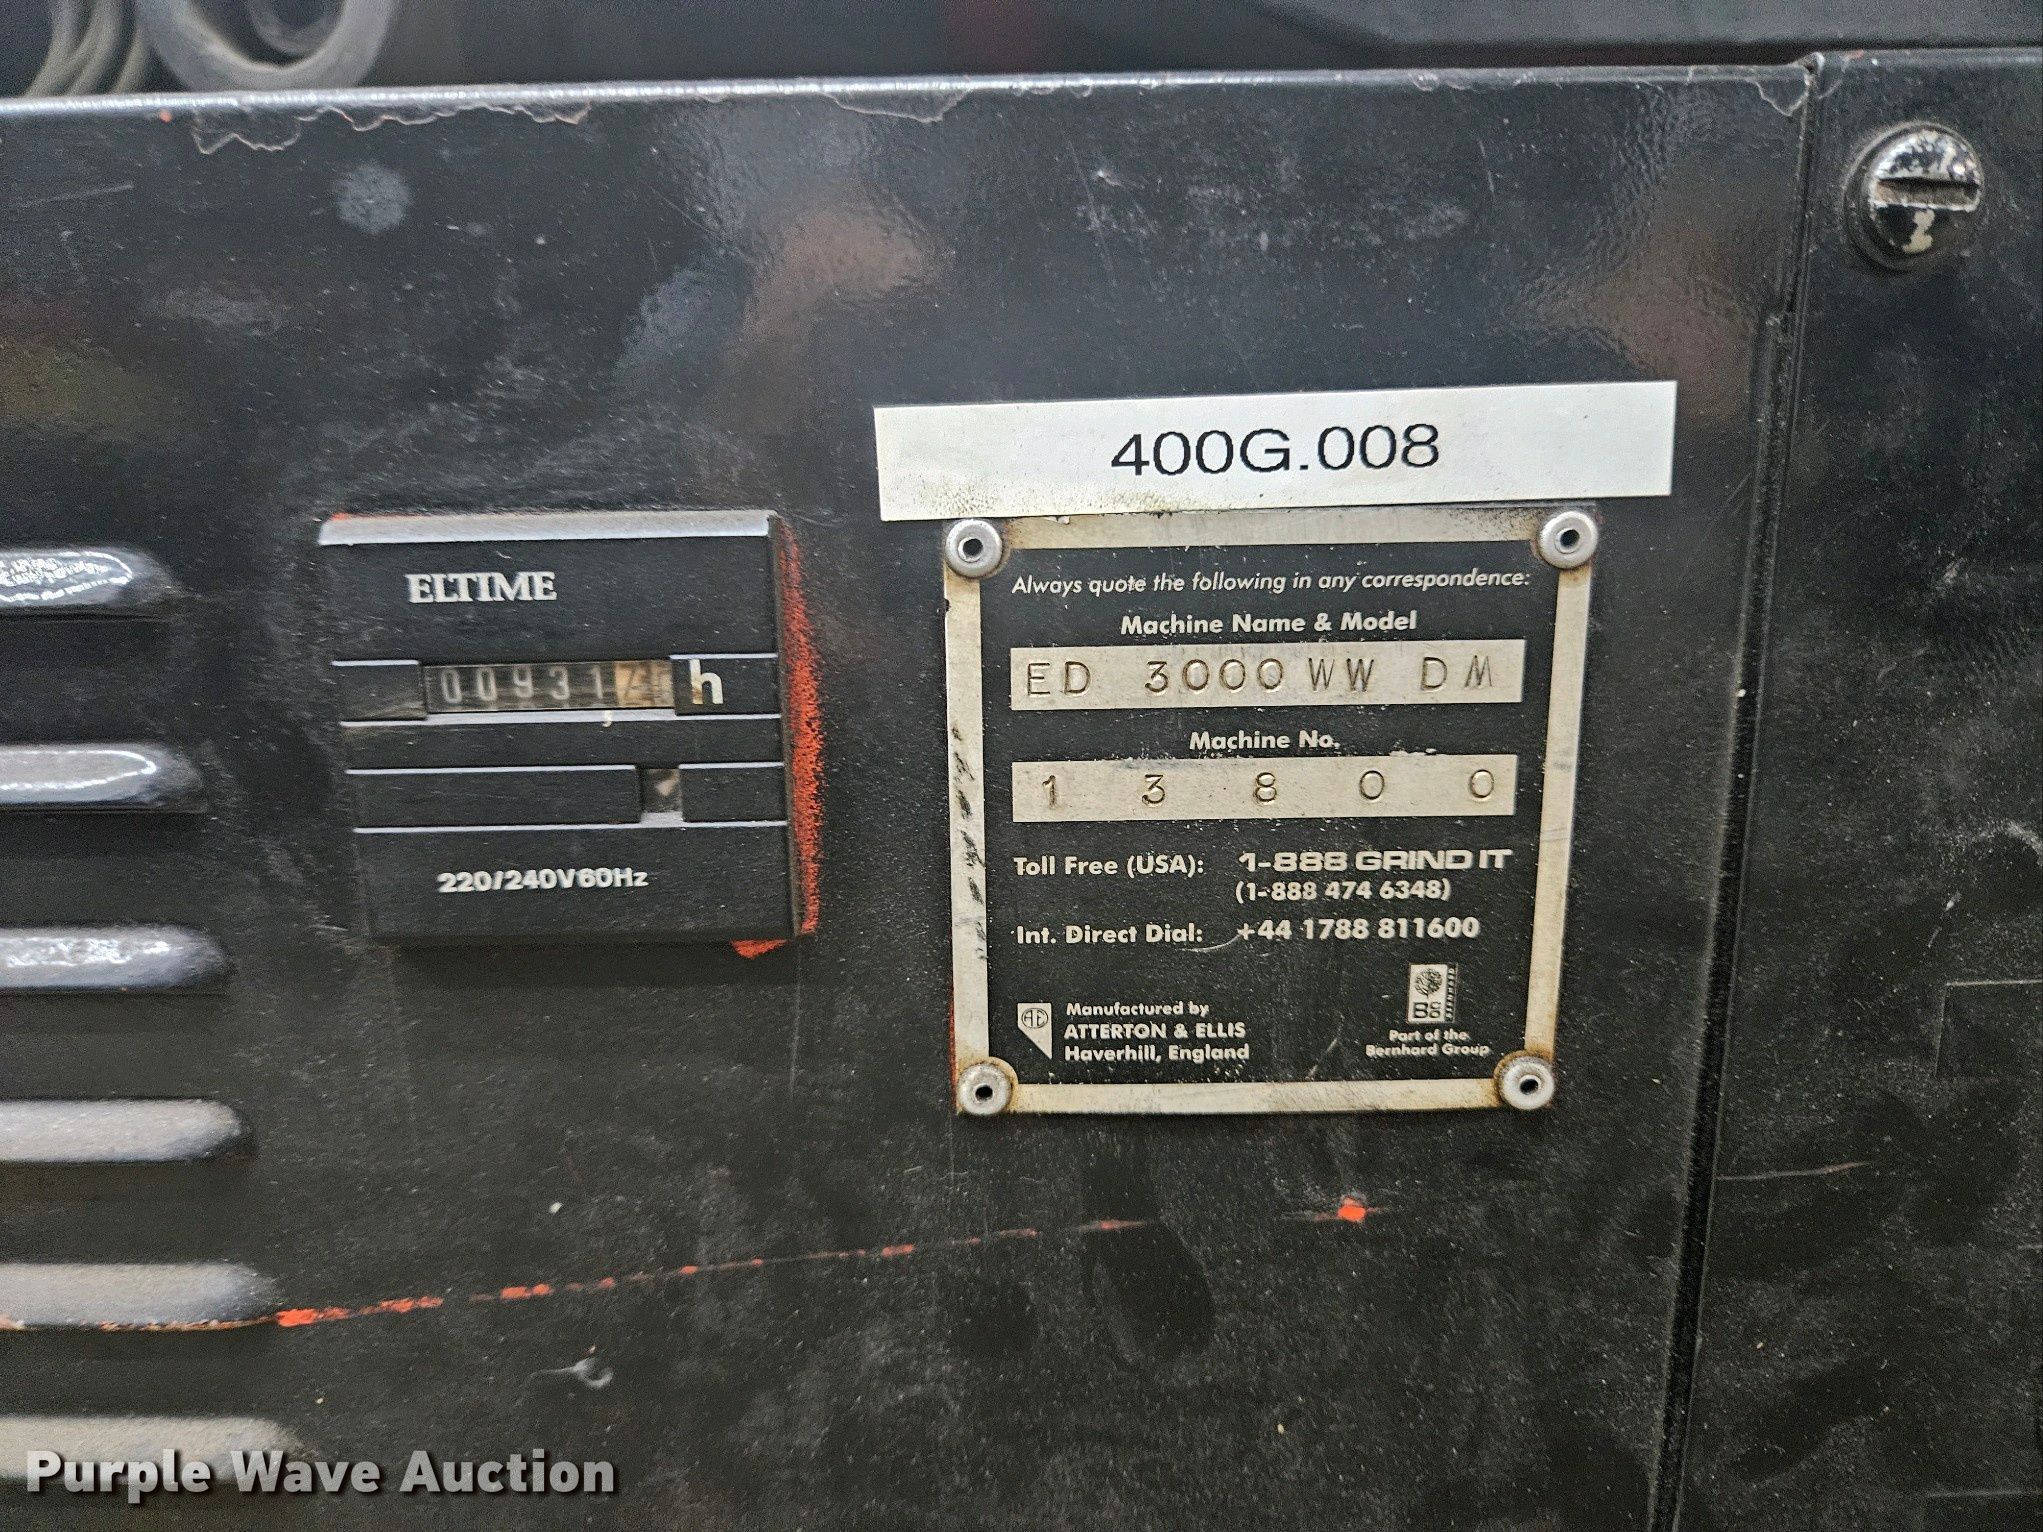 400G.008
ELTIME
00931 h
220/240V60Hz
Always quote the following in any correspondence:
Machine Name & Model
ED 3000 WW DM
Machine No.
1 3 8 0 0
Toll Free (USA): 1-888 GRIND IT
(1-888 474 6348)
Int. Direct Dial: +44 1788 811600
AE
Manufactured by
ATTERTON & ELLIS
Haverhill, England
BERNHARD
Part of the
Bernhard Group
Purple Wave Auction